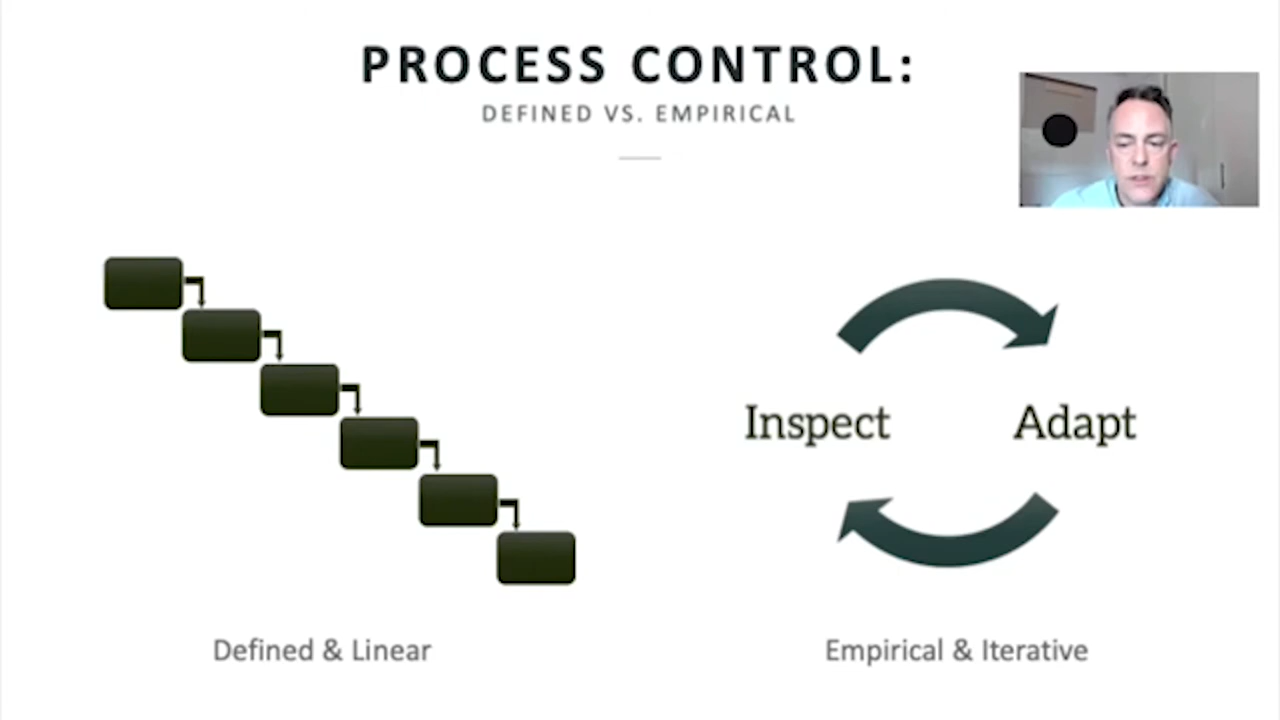 PROCESS CONTROL:
DEFINED VS. EMPIRICAL
Inspect Adapt
Defined & Linear
Empirical & Iterative